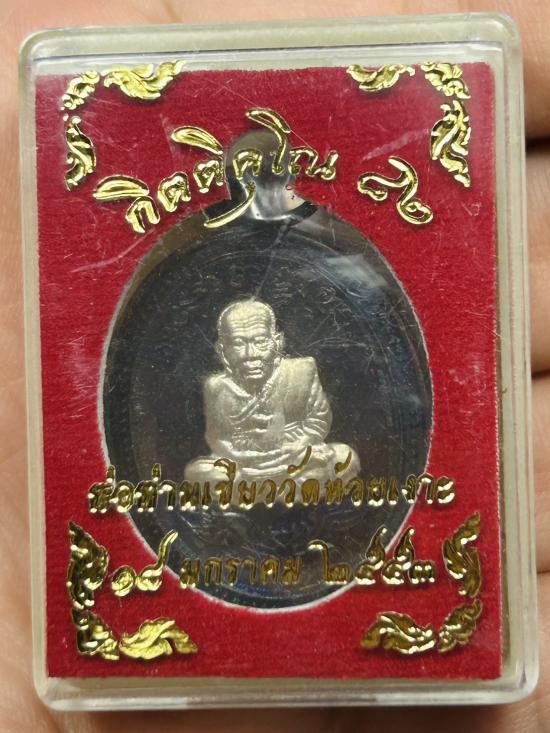 กิตติคุโณ ๘๒
พ่อท่านเขียววัดห้วยเงาะ
๑๘ มกราคม ๒๕๕๓